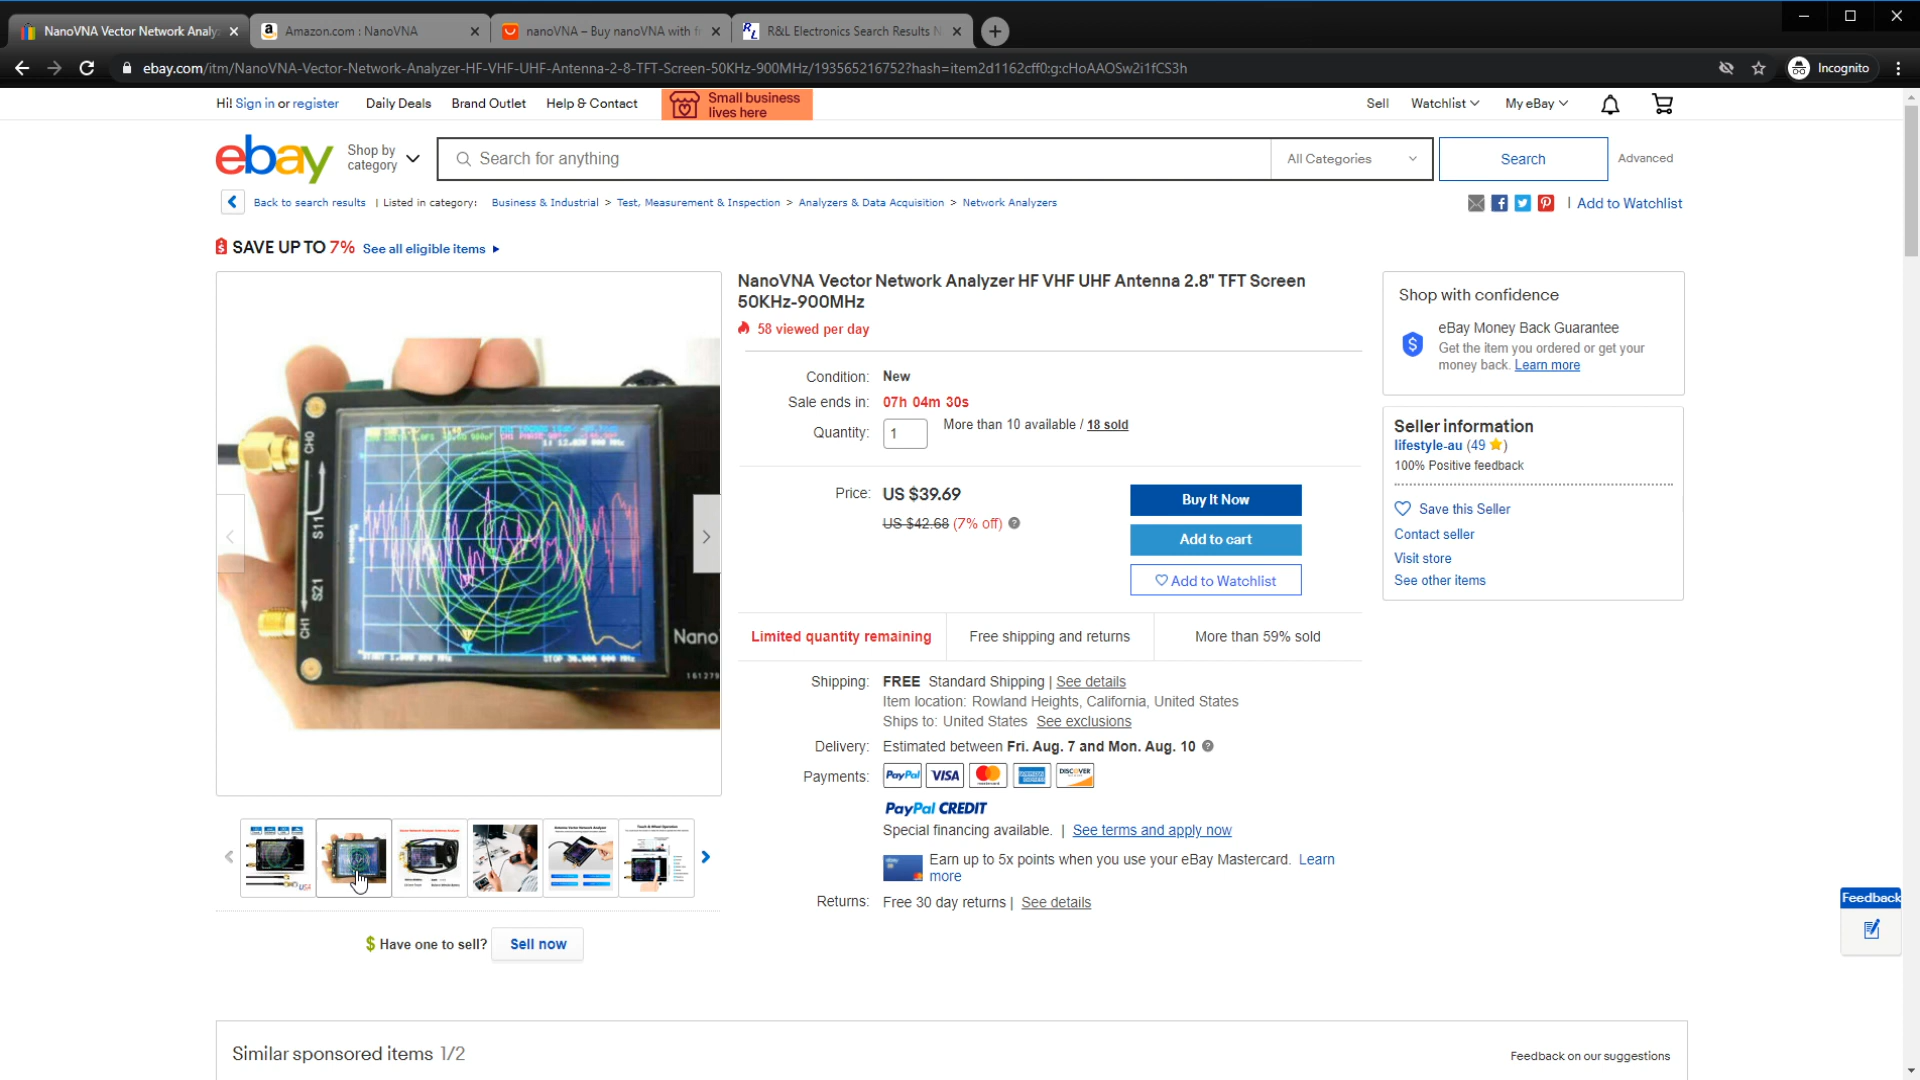 NanoVNA Vector Network Analy
Amazon.com : NanoVNA
nanoVNA – Buy nanoVNA with f
R&L Electronics Search Results N
ebay.com/itm/NanoVNA-Vector-Network-Analyzer-HF-VHF-UHF-Antenna-2-8-TFT-Screen-50KHz-900MHz/193565216752?hash=item2d1162cff0:g:cHoAAOSw2i1fCS3h
Incognito
Hi! Sign in or register
Daily Deals
Brand Outlet
Help & Contact
Small business
lives here
Sell
Watchlist
My eBay
ebay
Shop by
category
Search for anything
All Categories
Search
Advanced
Back to search results | Listed in category: Business & Industrial > Test, Measurement & Inspection > Analyzers & Data Acquisition > Network Analyzers
| Add to Watchlist
SAVE UP TO 7% See all eligible items
CH0
S11
S21
CH1
Nano
NanoVNA Vector Network Analyzer HF VHF UHF Antenna 2.8" TFT Screen
50KHz-900MHz
58 viewed per day
Condition: New
Sale ends in: 07h 04m 30s
Quantity: 1 More than 10 available / 18 sold
Price: US $39.69
US $42.68 (7% off)
Buy It Now
Add to cart
Add to Watchlist
Limited quantity remaining
Free shipping and returns
More than 59% sold
Shipping: FREE Standard Shipping | See details
Item location: Rowland Heights, California, United States
Ships to: United States See exclusions
Delivery: Estimated between Fri. Aug. 7 and Mon. Aug. 10
Payments: PayPal VISA DISCOVER
PayPal CREDIT
Special financing available. | See terms and apply now
Earn up to 5x points when you use your eBay Mastercard. Learn
more
Returns: Free 30 day returns | See details
Shop with confidence
eBay Money Back Guarantee
Get the item you ordered or get your
money back. Learn more
Seller information
lifestyle-au (49)
100% Positive feedback
Save this Seller
Contact seller
Visit store
See other items
Feedback
$ Have one to sell? Sell now
Similar sponsored items 1/2
Feedback on our suggestions